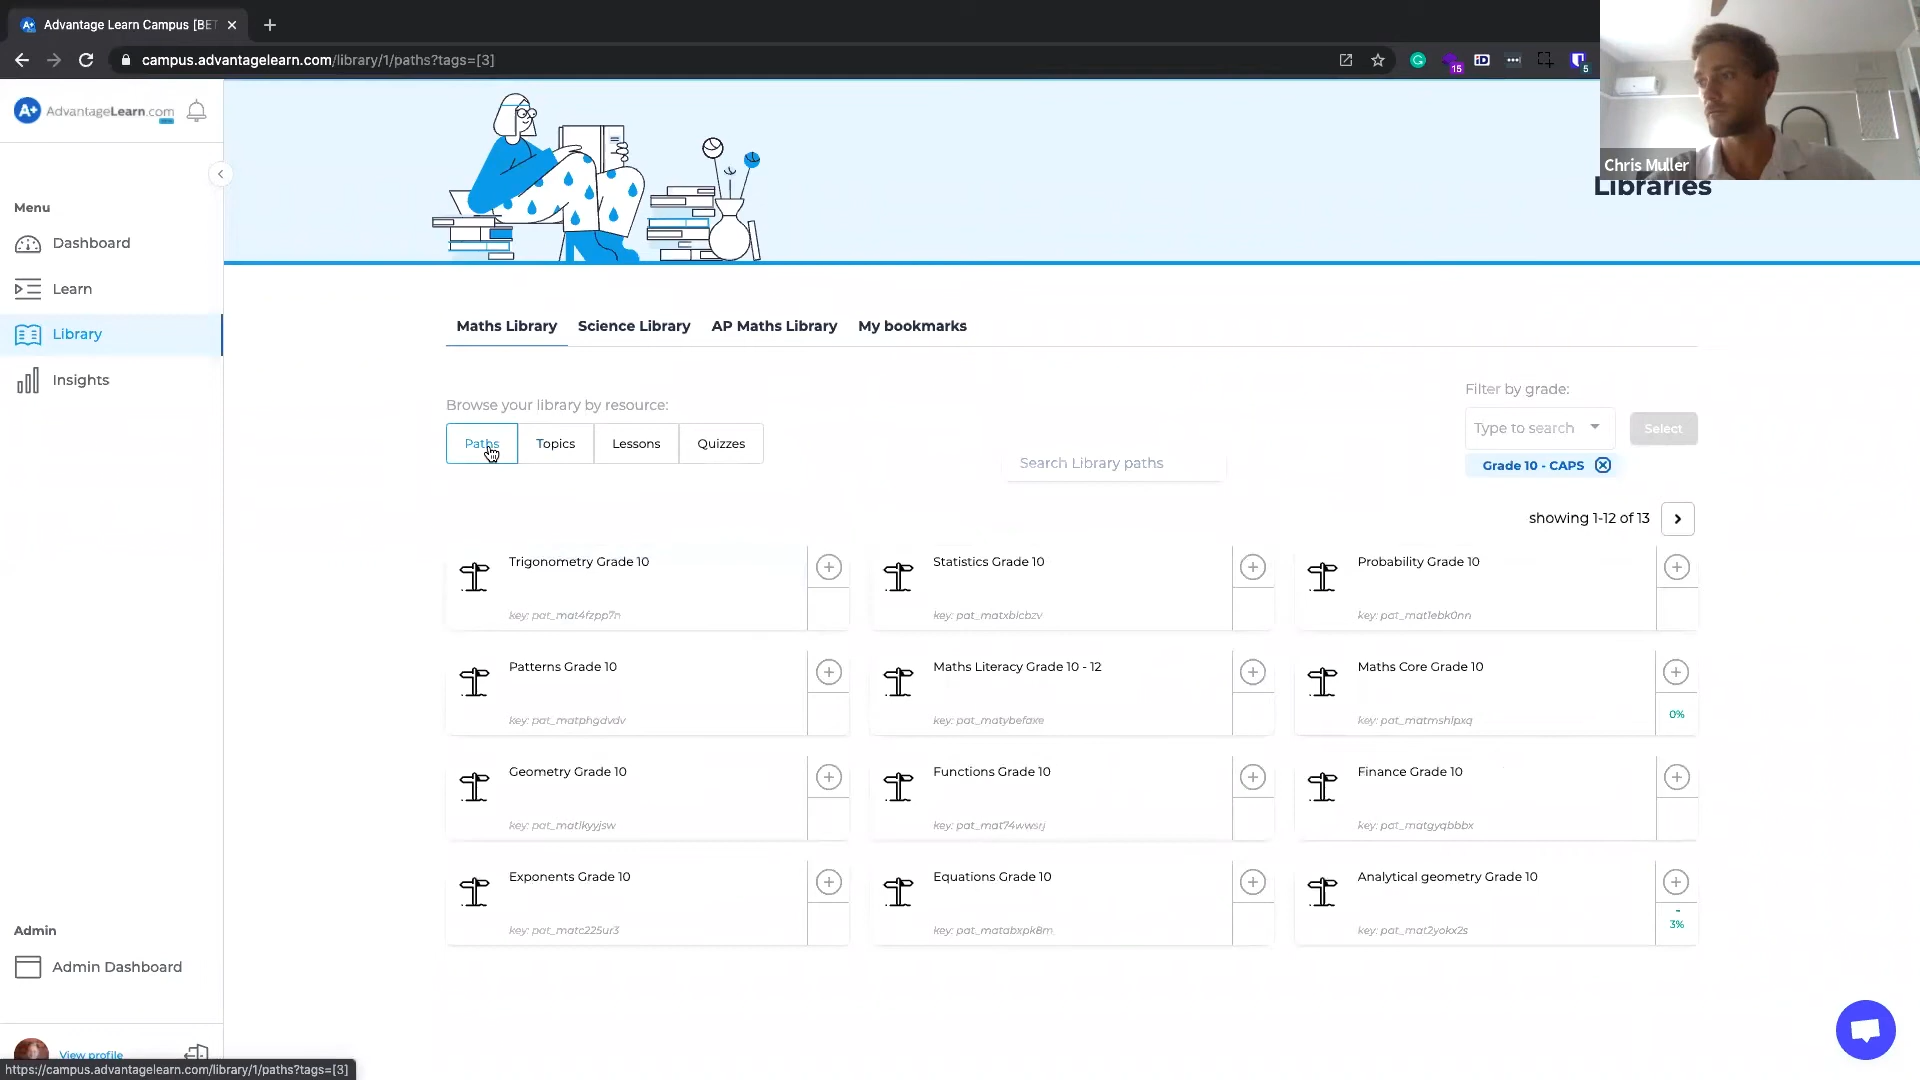 Advantage Learn Campus [BET
campus.advantagelearn.com/library/1/paths?tags=[3]
15
iD
5
Chris Muller
A+ AdvantageLearn.com
Libraries
Menu
Dashboard
Learn
Library
Insights
Maths Library
Science Library
AP Maths Library
My bookmarks
Browse your library by resource:
Paths
Topics
Lessons
Quizzes
Search Library paths
Filter by grade:
Type to search
Select
Grade 10 - CAPS
showing 1-12 of 13
Trigonometry Grade 10
key: pat_mat4fzpp7n
Statistics Grade 10
key: pat_matxbicbzv
Probability Grade 10
key: pat_mat1ebk0nn
Patterns Grade 10
key: pat_matphgdvdv
Maths Literacy Grade 10 - 12
key: pat_matybefaxe
Maths Core Grade 10
key: pat_matmshlpxq
0%
Geometry Grade 10
key: pat_matlkyyjsw
Functions Grade 10
key: pat_mat74wwsrj
Finance Grade 10
key: pat_matgyqbbbx
Exponents Grade 10
key: pat_matc225ur3
Equations Grade 10
key: pat_matabxpk8m
Analytical geometry Grade 10
key: pat_mat2yokx2s
-
3%
Admin
Admin Dashboard
View profile
https://campus.advantagelearn.com/library/1/paths?tags=[3]